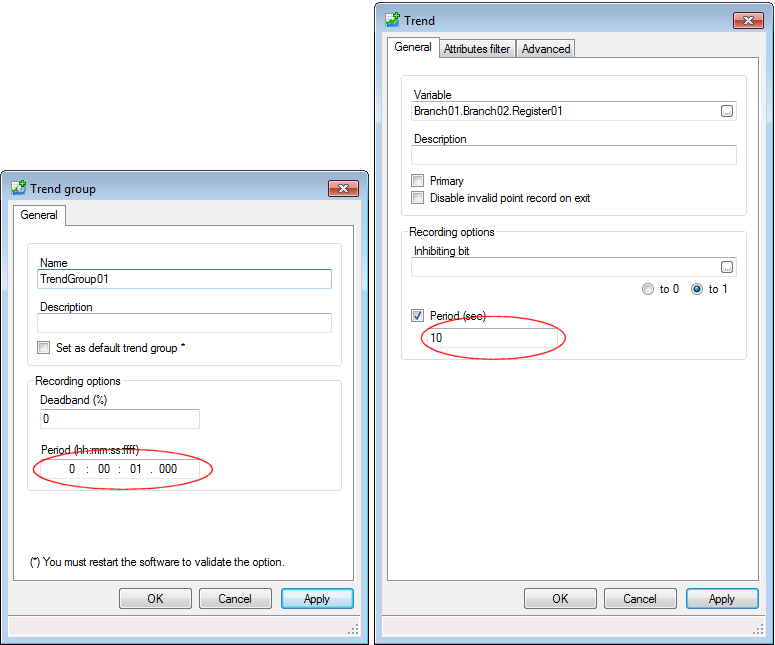 Trend group
General
Name
TrendGroup01
Description
Set as default trend group *
Recording options
Deadband (%)
0
Period (hh:mm:ss:ffff)
0 : 00 : 01 . 000
(*) You must restart the software to validate the option.
OK Cancel Apply
Trend
General Attributes filter Advanced
Variable
Branch01.Branch02.Register01
...
Description
Primary
Disable invalid point record on exit
Recording options
Inhibiting bit
...
to 0 to 1
Period (sec)
10
OK Cancel Apply